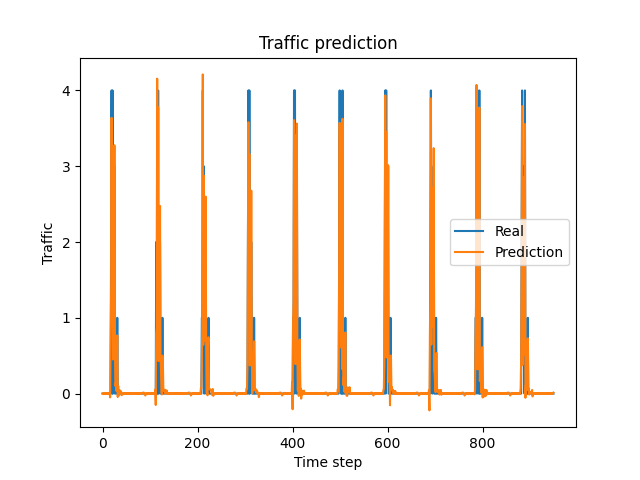 Traffic prediction
Traffic
4
3
2
1
0
Real
Prediction
0 200 400 600 800
Time step